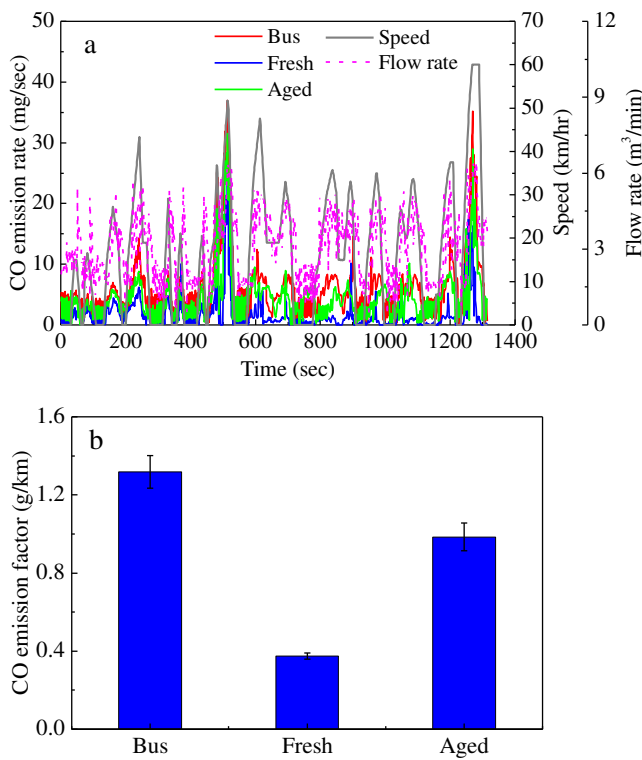 a
Bus
Fresh
Aged
Speed
Flow rate
CO emission rate (mg/sec)
50
40
30
20
10
0
Speed (km/hr)
70
60
50
40
30
20
10
0
Flow rate (m³/min)
12
9
6
3
0
0 200 400 600 800 1000 1200 1400
Time (sec)
b
CO emission factor (g/km)
1.6
1.2
0.8
0.4
0.0
Bus Fresh Aged